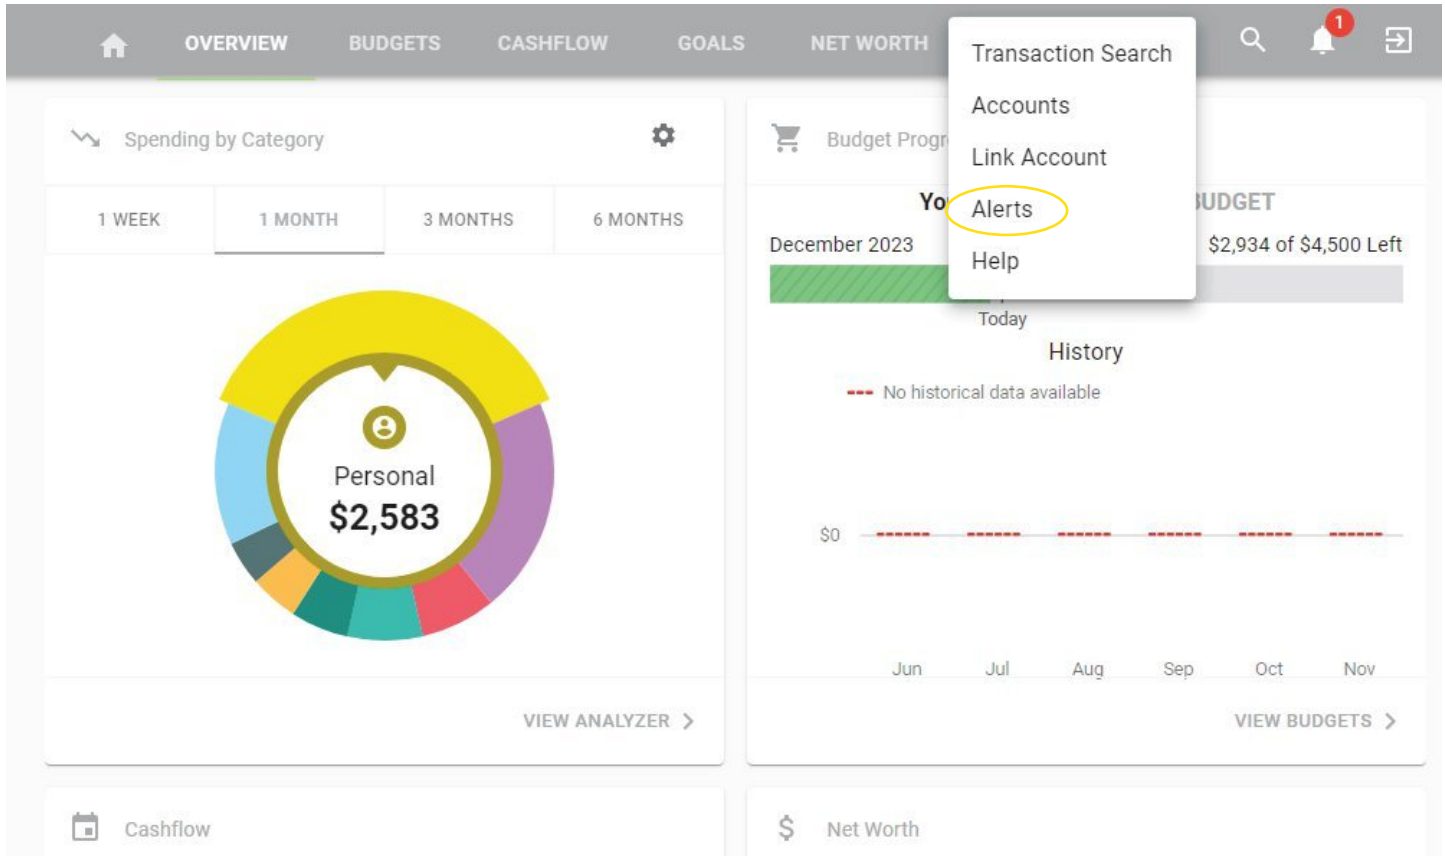 OVERVIEW BUDGETS CASHFLOW GOALS NET WORTH
1
Transaction Search
Accounts
Link Account
Alerts
Help
Spending by Category
1 WEEK 1 MONTH 3 MONTHS 6 MONTHS
Personal
$2,583
VIEW ANALYZER
Budget
December 2023 $2,934 of $4,500 Left
Today
History
No historical data available
$0
Jun Jul Aug Sep Oct Nov
VIEW BUDGETS
Cashflow
Net Worth